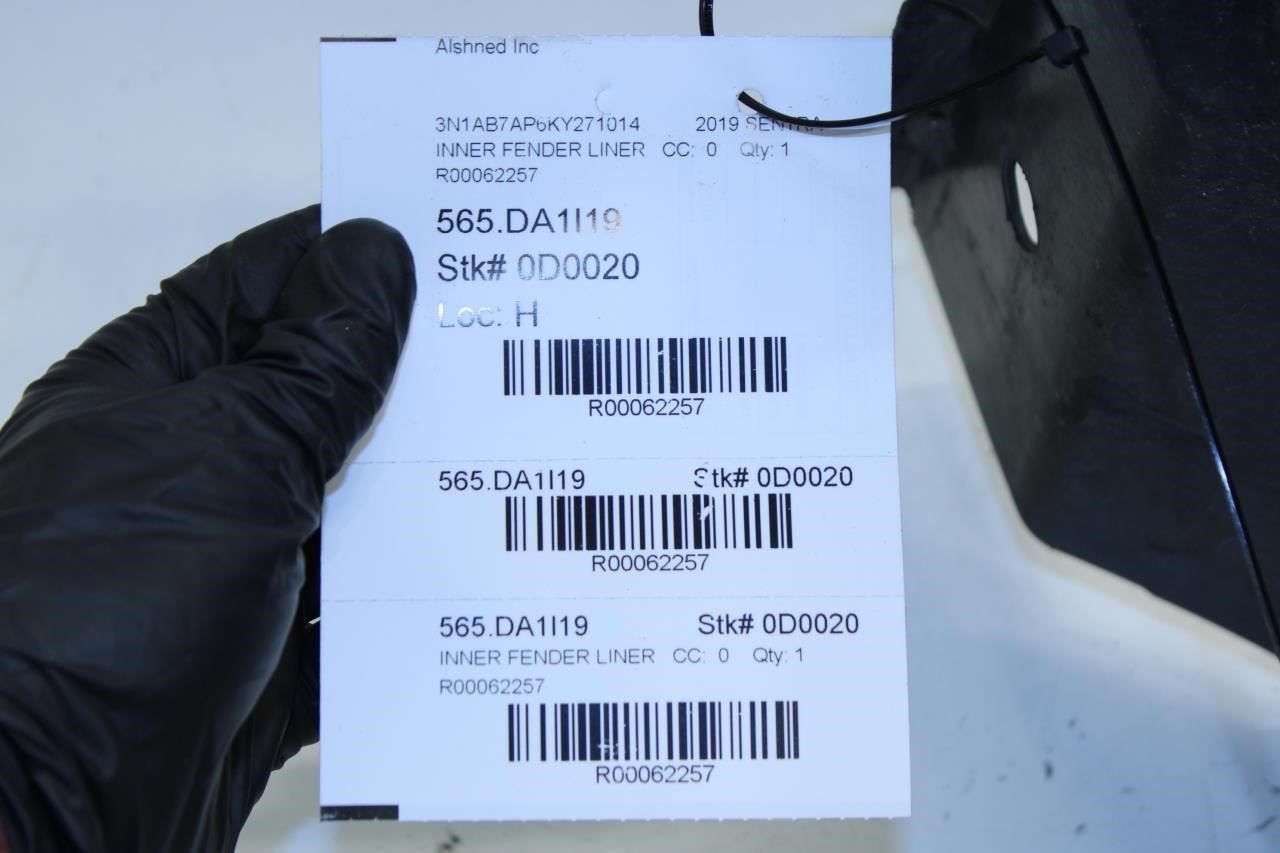 Alshned Inc
3N1AB7AP6KY271014 2019 SENTRA
INNER FENDER LINER CC: 0 Qty: 1
R00062257
565.DA1I19
Stk# 0D0020
Loc: H
R00062257
565.DA1I19 Stk# 0D0020
R00062257
565.DA1I19 Stk# 0D0020
INNER FENDER LINER CC: 0 Qty: 1
R00062257
R00062257